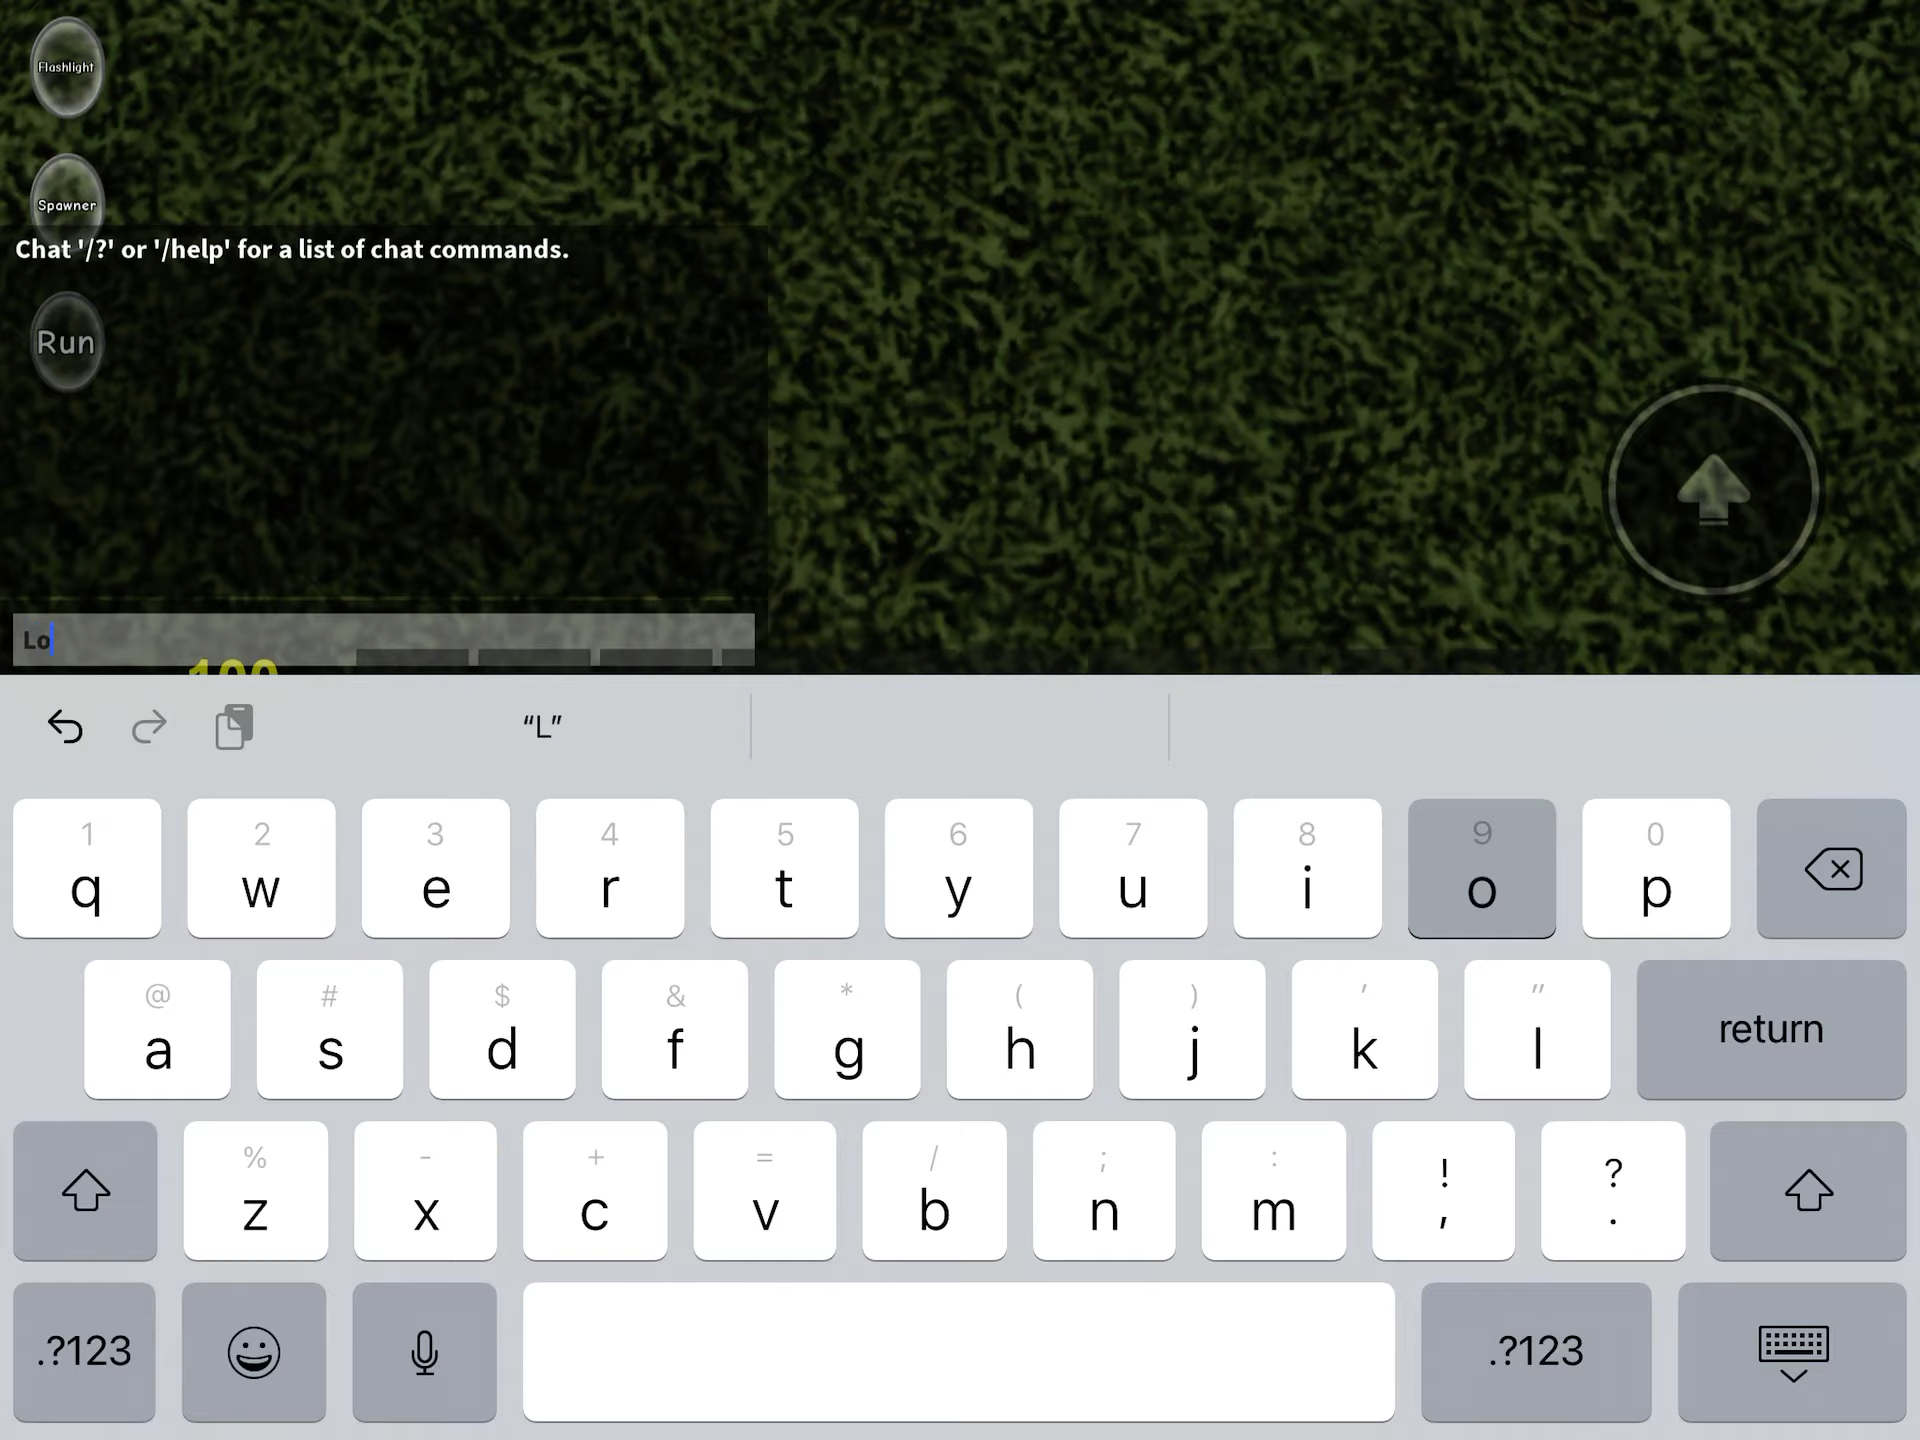 Flashlight
Spawner
Chat '/?' or '/help' for a list of chat commands.
Run
Lo
100
“L”
1 2 3 4 5 6 7 8 9 0
q w e r t y u i o p
@ # $ & * ( ) ' "
a s d f g h j k l return
% - + = / ; : ! ?
z x c v b n m , .
.?123 .?123